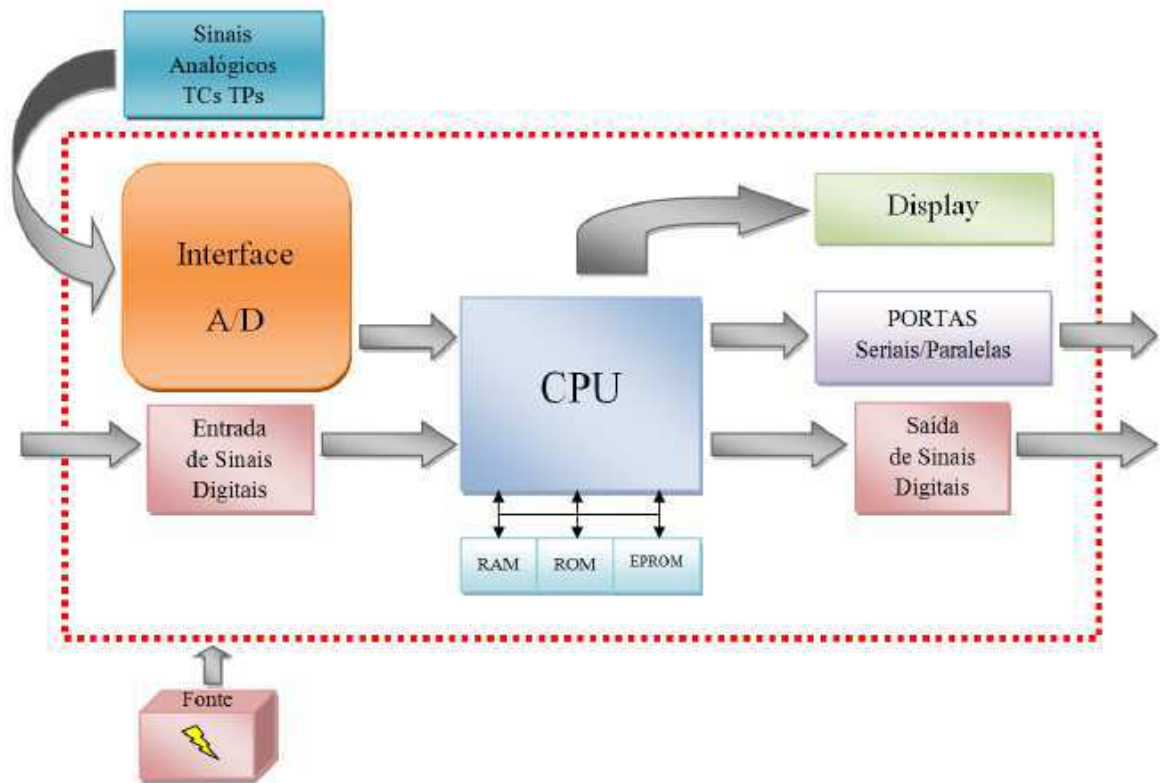 Sinais
Analógicos
TCs TPs
Interface
A/D
Display
CPU
PORTAS
Seriais/Paralelas
Entrada
de Sinais
Digitais
Saída
de Sinais
Digitais
RAM
ROM
EPROM
Fonte